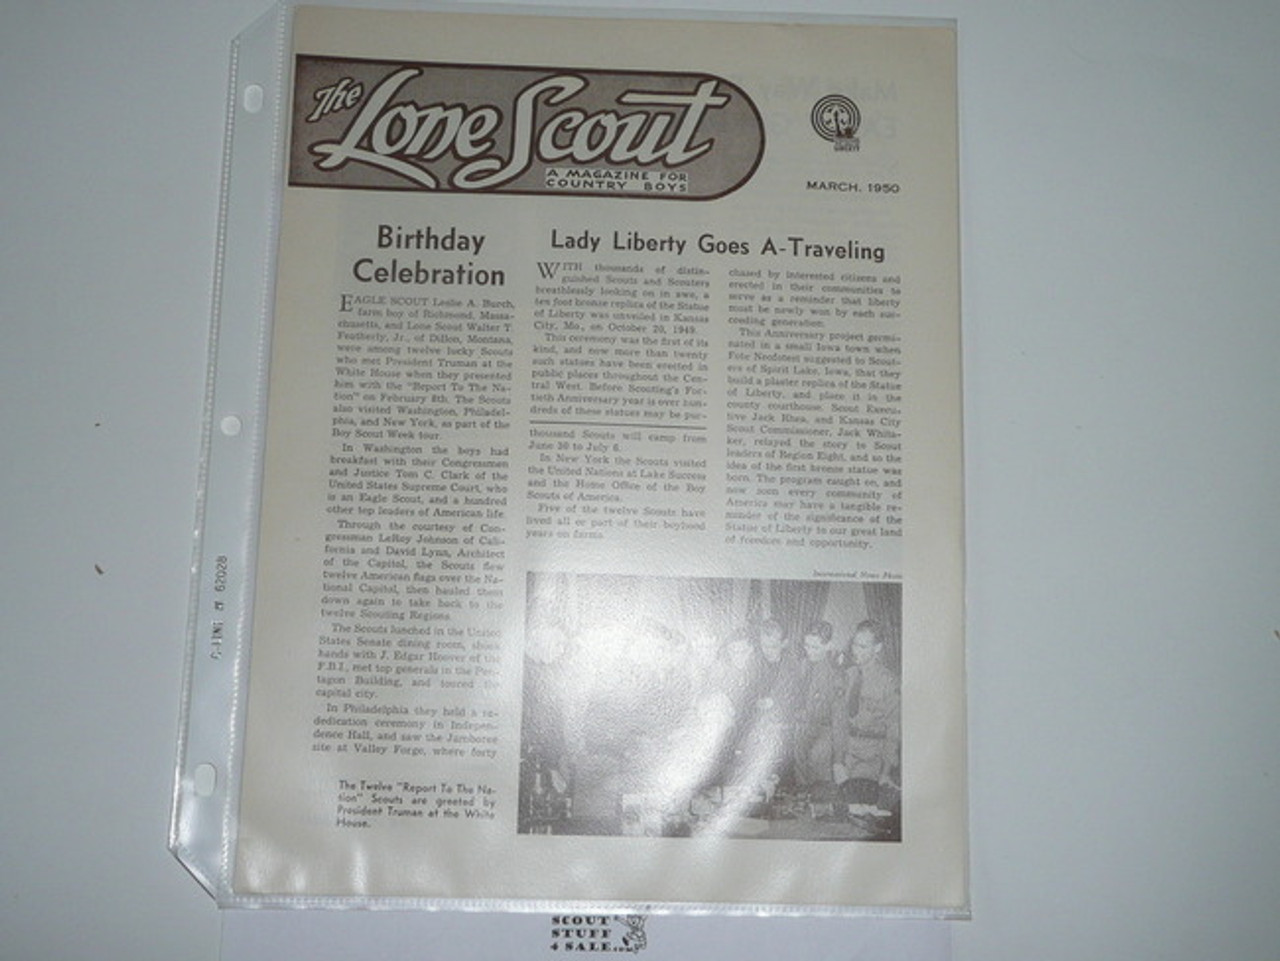 The
Lone Scout
A MAGAZINE FOR
COUNTRY BOYS
MARCH, 1950
Birthday
Celebration
EAGLE SCOUT Leslie A. Burch,
farm boy of Richmond, Massa-
chusetts, and Lone Scout Walter T.
Featherly, Jr., of Dillon, Montana,
were among twelve lucky Scouts
who met President Truman at the
White House when they presented
him with the "Report To The Na-
tion" on February 8th. The Scouts
also visited Washington, Philadel-
phia, and New York, as part of the
Boy Scout Week tour.
In Washington the boys had
breakfast with their Congressmen
and Justice Tom C. Clark of the
United States Supreme Court, who
is an Eagle Scout, and a hundred
other top leaders of American life.
Through the courtesy of Con-
gressman LeRoy Johnson of Cali-
fornia and David Lynn, Architect
of the Capitol, the Scouts flew
twelve American flags over the Na-
tional Capitol, then hauled them
down again to take back to the
twelve Scouting Regions.
The Scouts lunched in the United
States Senate dining room, shook
hands with J. Edgar Hoover of the
F.B.I., met top generals in the Pen-
tagon Building, and toured the
capital city.
In Philadelphia they held a re-
dedication ceremony in Indepen-
dence Hall, and saw the Jamboree
site at Valley Forge, where forty
The Twelve "Report To The Na-
tion" Scouts are greeted by
President Truman at the White
House.
Lady Liberty Goes A-Traveling
WITH thousands of distin-
guished Scouts and Scouters
breathlessly looking on in awe, a
ten foot bronze replica of the Statue
of Liberty was unveiled in Kansas
City, Mo., on October 20, 1949.
This ceremony was the first of its
kind, and now more than twenty
such statues have been erected in
public places throughout the Cen-
tral West. Before Scouting's For-
tieth Anniversary year is over hun-
dreds of these statues may be pur-
thousand Scouts will camp from
June 30 to July 6.
In New York the Scouts visited
the United Nations at Lake Success
and the Home Office of the Boy
Scouts of America.
Five of the twelve Scouts have
lived all or part of their boyhood
years on farms.
chased by interested citizens and
erected in their communities to
serve as a reminder that liberty
must be newly won by each suc-
ceeding generation.
This Anniversary project germi-
nated in a small Iowa town when
suggested to Scout-
ers of Spirit Lake, Iowa, that they
build a plaster replica of the Statue
of Liberty, and place it in the
county courthouse. Scout Execu-
tive Jack Rhea, and Kansas City
Scout Commissioner, Jack Whita-
ker, relayed the story to Scout
leaders of Region Eight, and so the
idea of the first bronze statue was
born. The program caught on, and
now soon every community of
America may have a tangible re-
minder of the significance of the
Statue of Liberty to our great land
of freedom and opportunity.
International News Photo
62028
SCOUT
STUFF
4 SALE.com